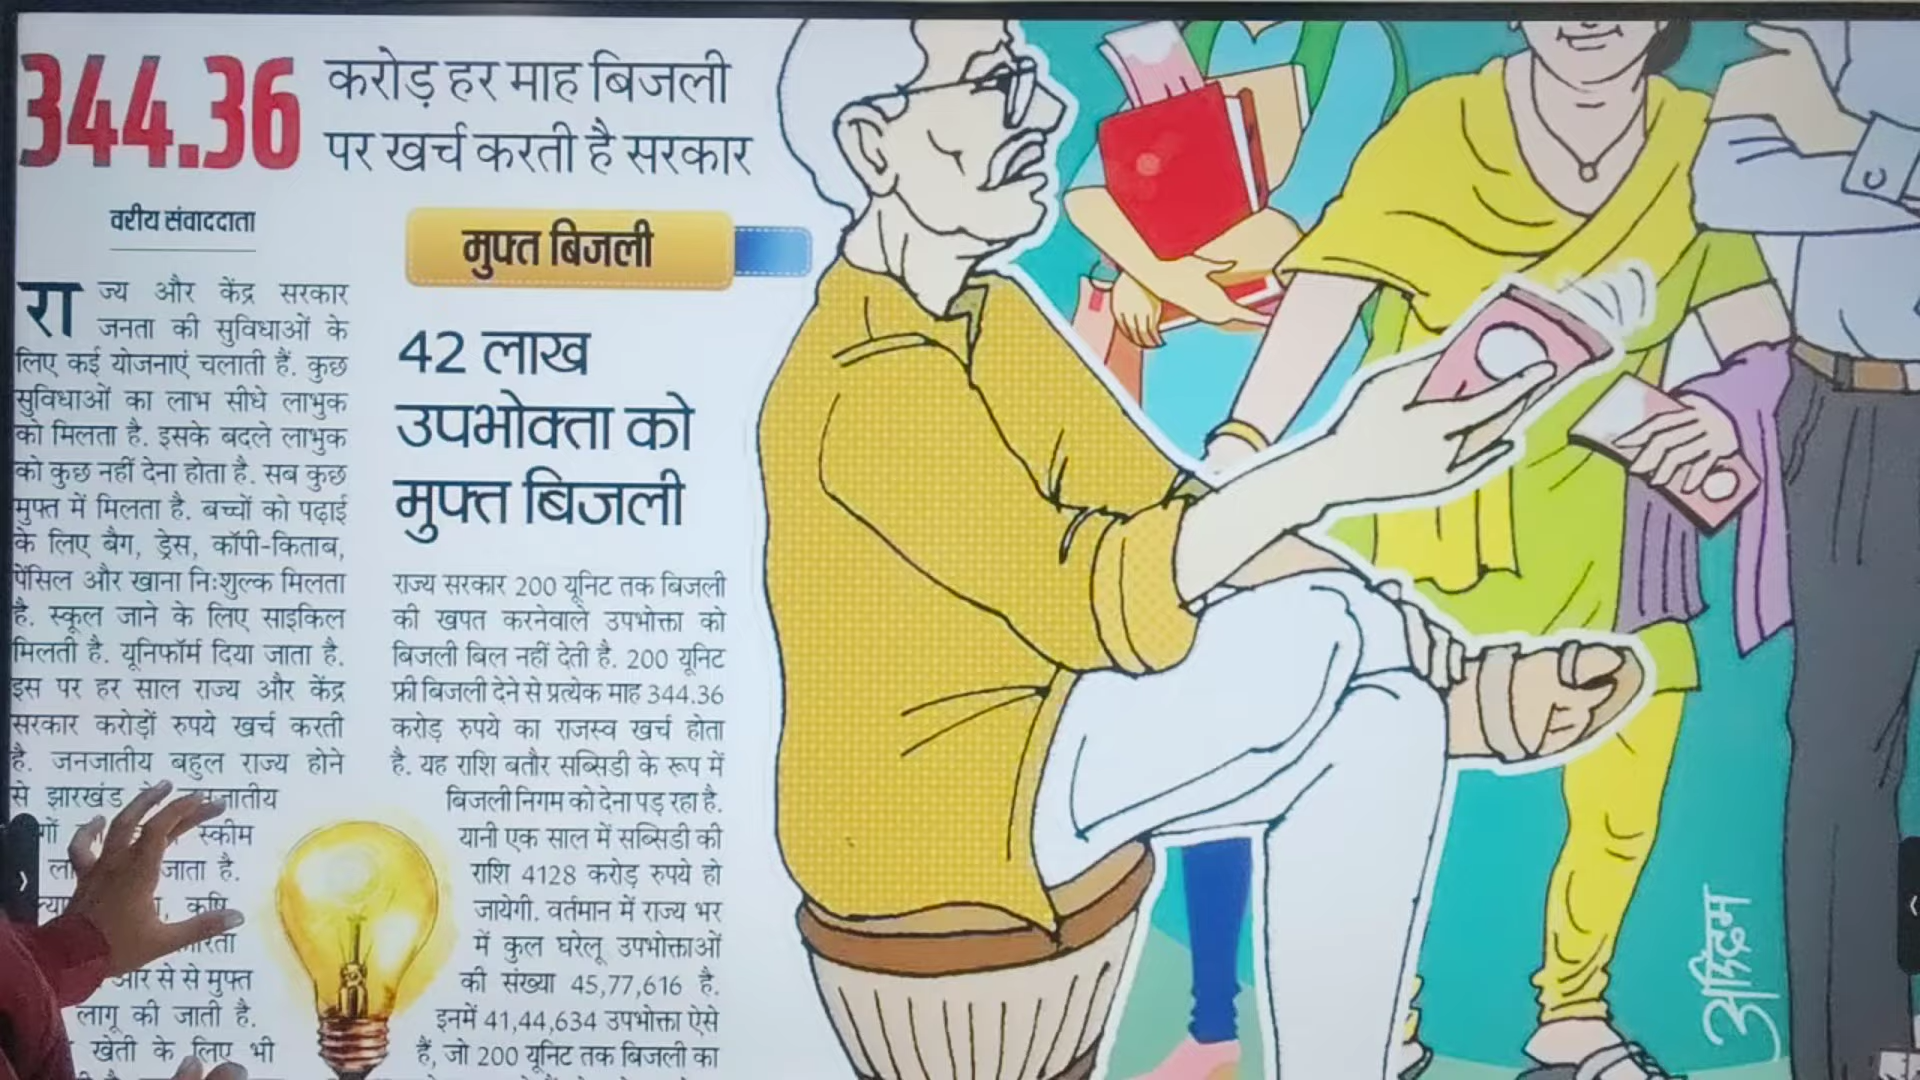 344.36
करोड़ हर माह बिजली
पर खर्च करती है सरकार
वरीय संवाददाता
राज्य और केंद्र सरकार
जनता की सुविधाओं के
लिए कई योजनाएं चलाती हैं. कुछ
सुविधाओं का लाभ सीधे लाभुक
को मिलता है. इसके बदले लाभुक
को कुछ नहीं देना होता है. सब कुछ
मुफ्त में मिलता है. बच्चों को पढ़ाई
के लिए बैग, ड्रेस, कॉपी-किताब,
पेंसिल और खाना नि:शुल्क मिलता
है. स्कूल जाने के लिए साइकिल
मिलती है. यूनिफॉर्म दिया जाता है.
इस पर हर साल राज्य और केंद्र
सरकार करोड़ों रुपये खर्च करती
है. जनजातीय बहुल राज्य होने
से झारखंड
स्कीम
जाता है.
कृषि
और से से मुफ्त
लागू की जाती है.
खेती के लिए भी
मुफ्त बिजली
42 लाख
उपभोक्ता को
मुफ्त बिजली
राज्य सरकार 200 यूनिट तक बिजली
की खपत करनेवाले उपभोक्ता को
बिजली बिल नहीं देती है. 200 यूनिट
फ्री बिजली देने से प्रत्येक माह 344.36
करोड़ रुपये का राजस्व खर्च होता
है. यह राशि बतौर सब्सिडी के रूप में
बिजली निगम को देना पड़ रहा है.
यानी एक साल में सब्सिडी की
राशि 4128 करोड़ रुपये हो
जायेगी. वर्तमान में राज्य भर
में कुल घरेलू उपभोक्ताओं
की संख्या 45,77,616 है.
इनमें 41,44,634 उपभोक्ता ऐसे
हैं, जो 200 यूनिट तक बिजली का